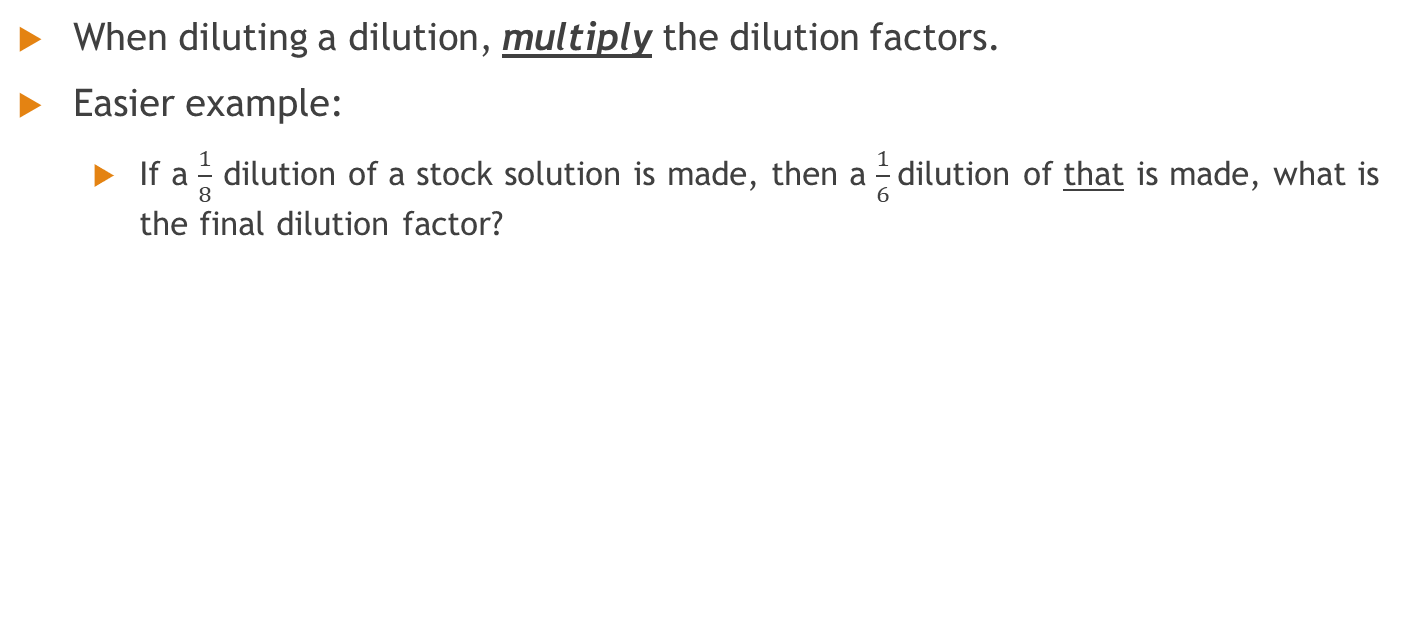 ▶ When diluting a dilution, multiply the dilution factors.
▶ Easier example:
▶ If a 1/8 dilution of a stock solution is made, then a 1/6 dilution of that is made, what is
the final dilution factor?